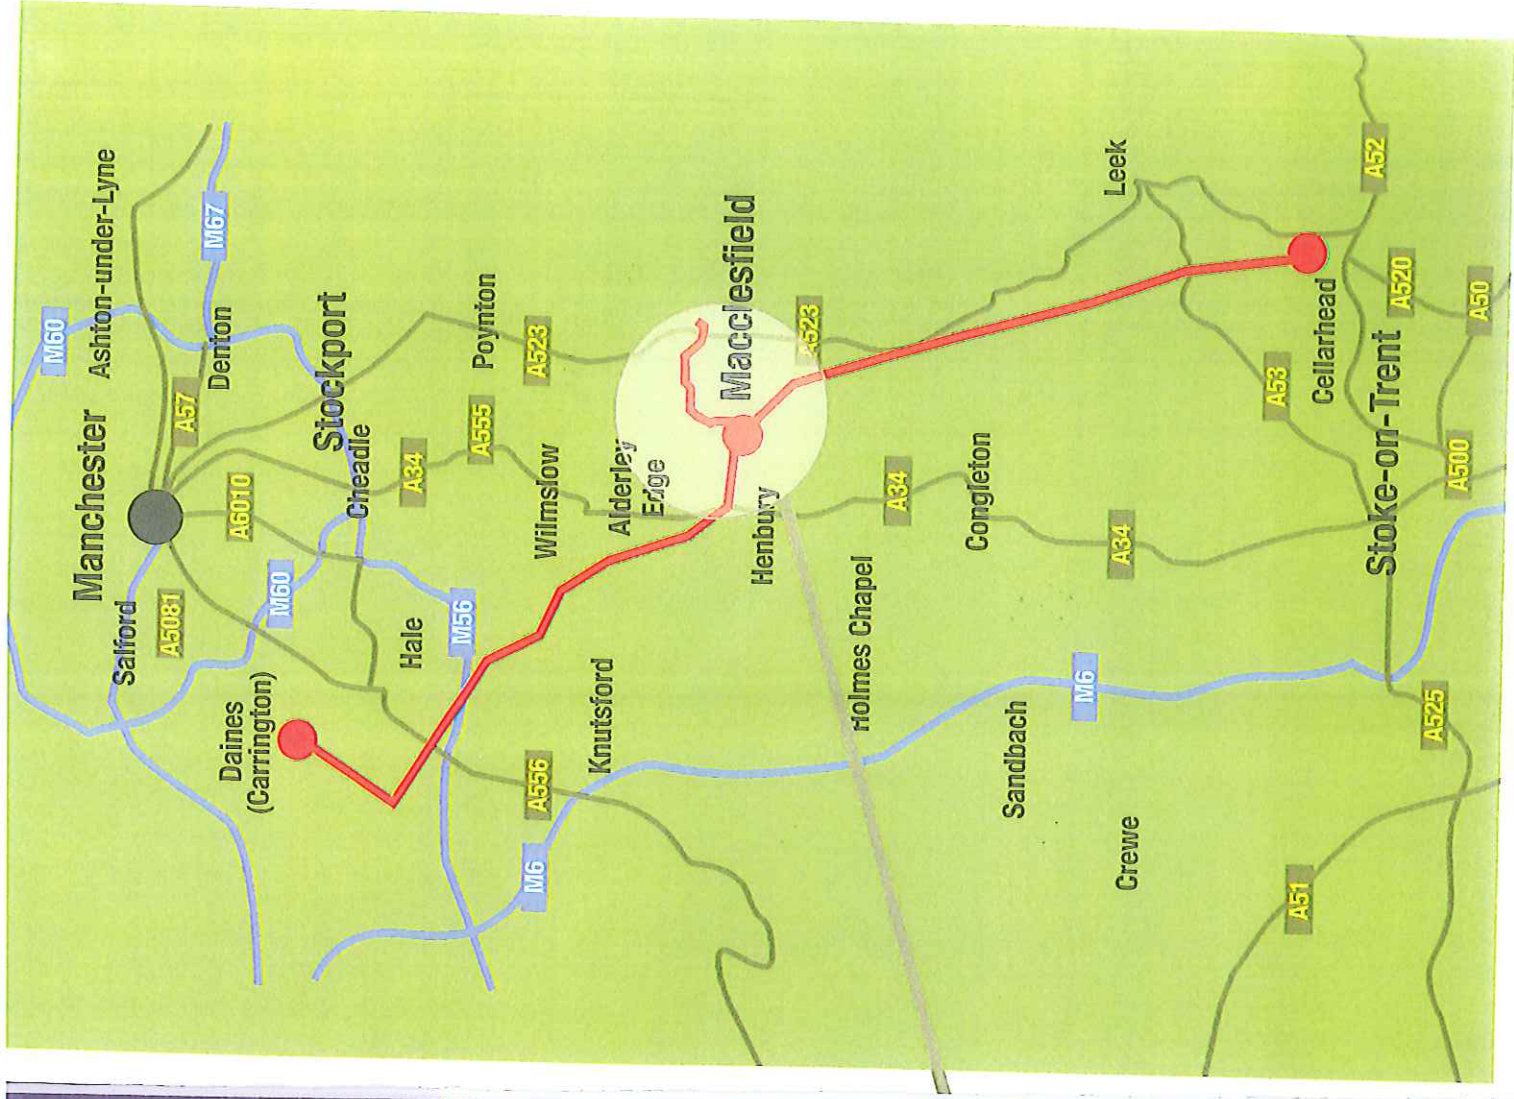 M60
Manchester
Ashton-under-Lyne
Salford
A5081
A57
M67
Denton
Daines
(Carrington)
A6010
M60
Stockport
Cheadle
Hale
A34
M56
A555
Poynton
A523
M6
A556
Wilmslow
Knutsford
Alderley
Edge
Macclesfield
Henbury
A523
Holmes Chapel
A34
Congleton
Sandbach
M6
Leek
A34
Crewe
A53
A51
Cellarhead
A52
Stoke-on-Trent
A520
A525
A500
A50